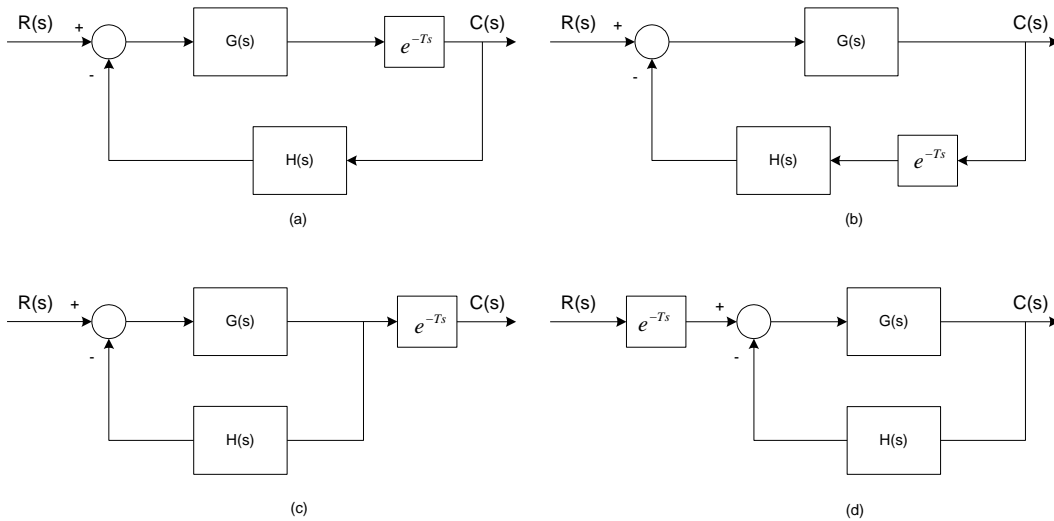 R(s)
+
-
G(s)
e^{-Ts}
C(s)
H(s)
(a)
R(s)
+
-
G(s)
C(s)
H(s)
e^{-Ts}
(b)
R(s)
+
-
G(s)
e^{-Ts}
C(s)
H(s)
(c)
R(s)
e^{-Ts}
+
-
G(s)
C(s)
H(s)
(d)